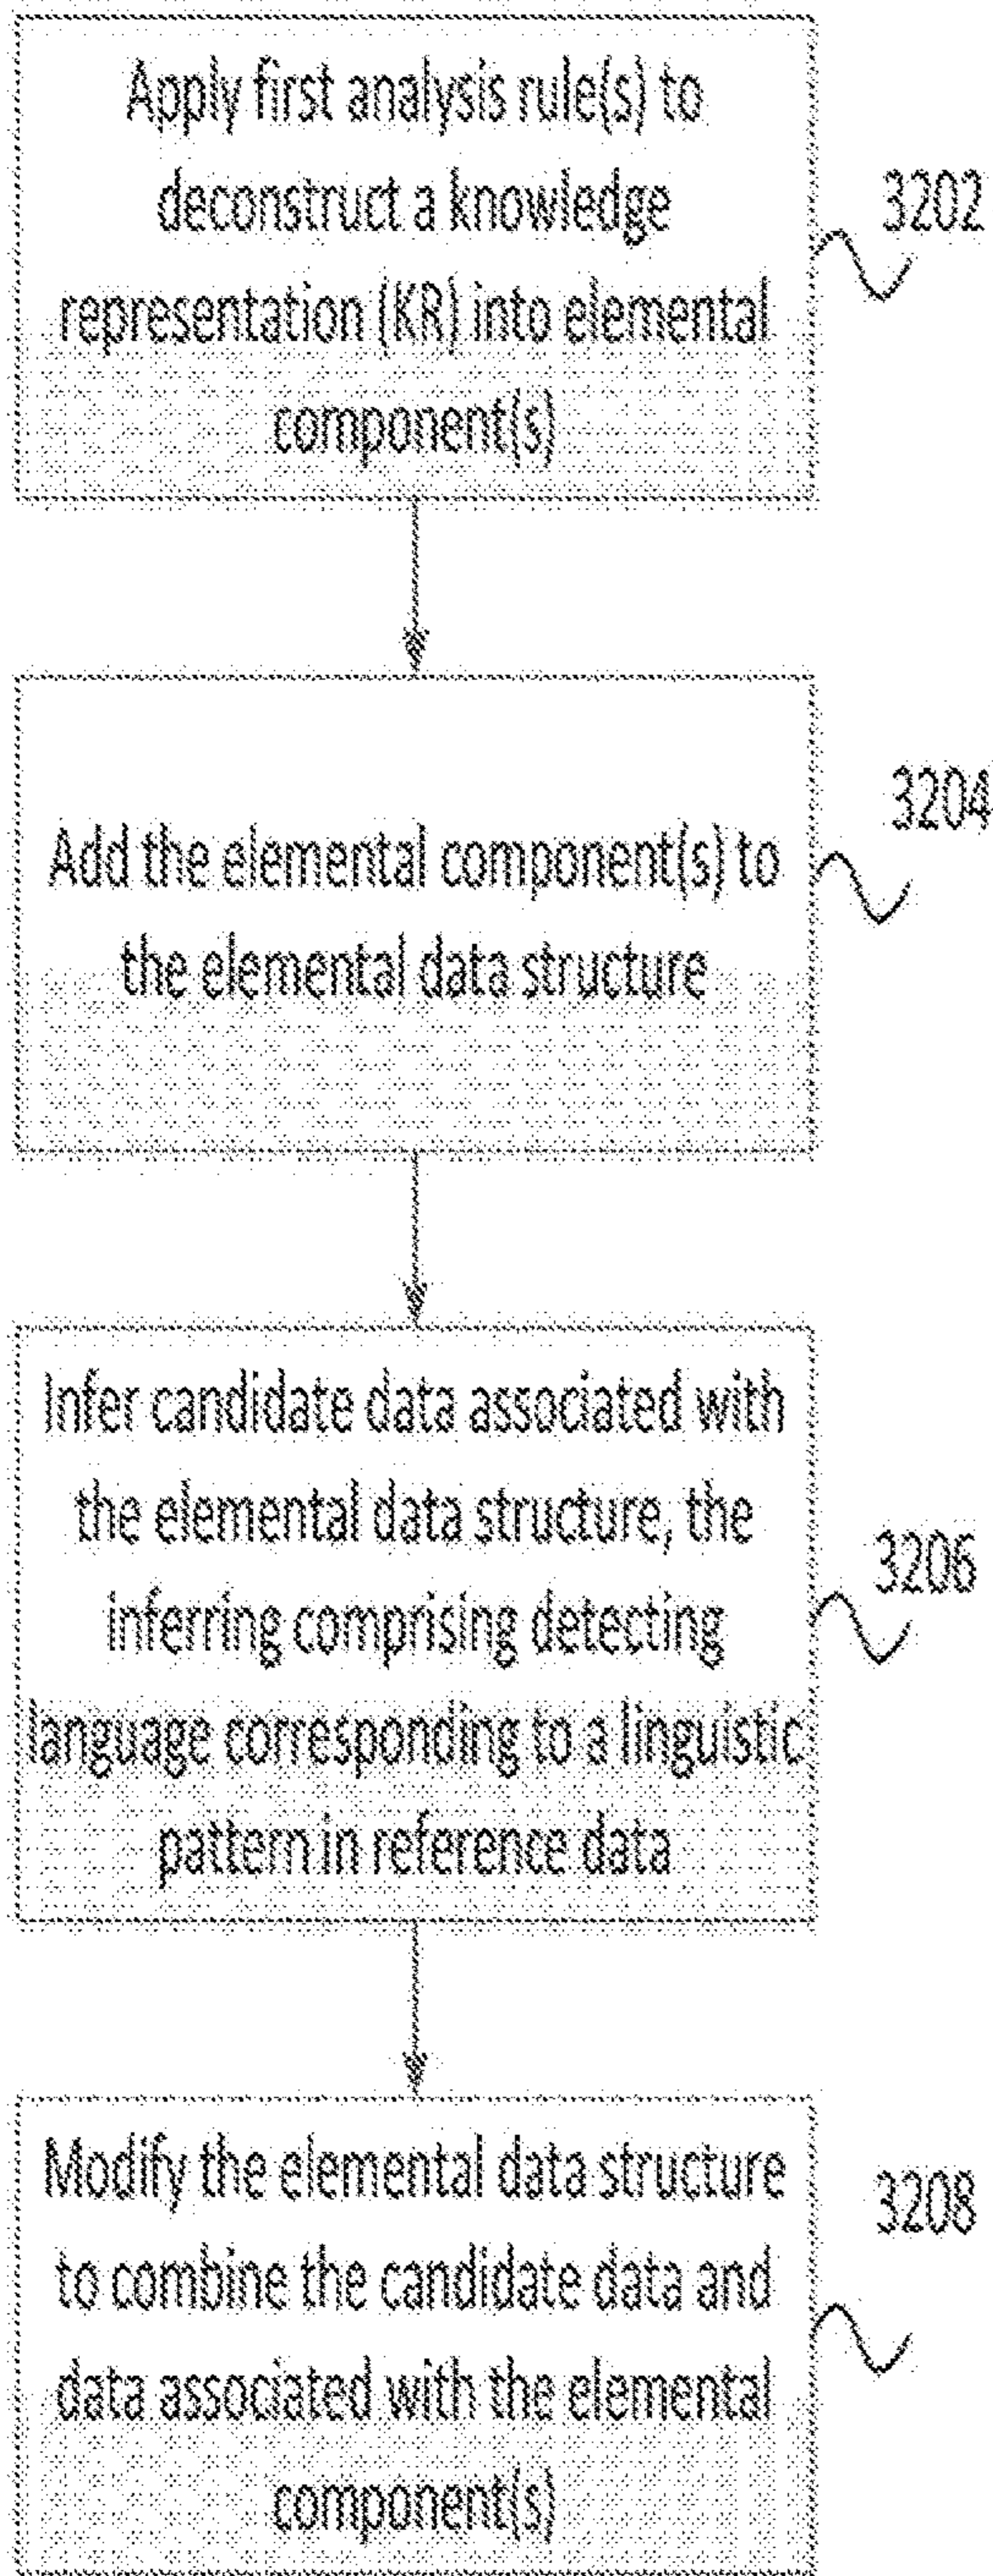 Apply first analysis rule(s) to
deconstruct a knowledge
representation (KR) into elemental
component(s)
3202
Add the elemental component(s) to
the elemental data structure
3204
Infer candidate data associated with
the elemental data structure, the
inferring comprising detecting
language corresponding to a linguistic
pattern in reference data
3206
Modify the elemental data structure
to combine the candidate data and
data associated with the elemental
component(s)
3208